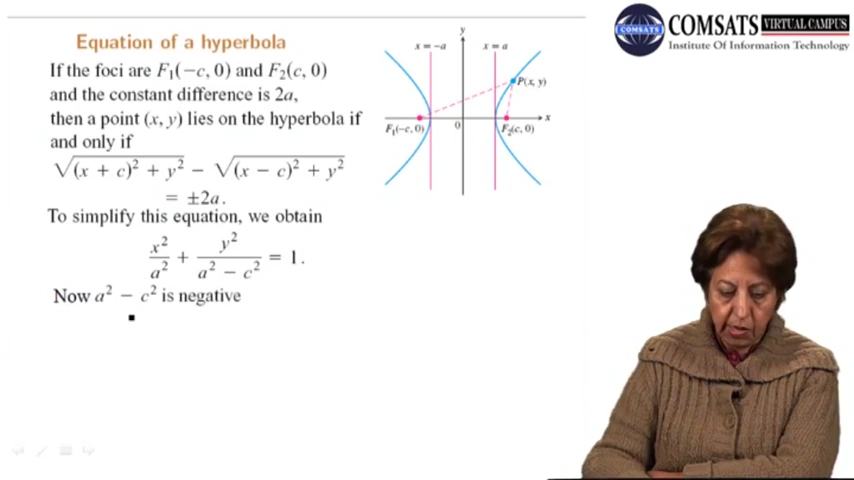 COMSATS VIRTUAL CAMPUS
Institute Of Information Technology
Equation of a hyperbola
If the foci are F₁(−c, 0) and F₂(c, 0)
and the constant difference is 2a,
then a point (x, y) lies on the hyperbola if
and only if
√((x + c)² + y²) − √((x − c)² + y²)
= ±2a.
To simplify this equation, we obtain
x²/a² + y²/(a² − c²) = 1.
Now a² − c² is negative
y
x = −a
x = a
P(x, y)
x
F₁(−c, 0)
0
F₂(c, 0)